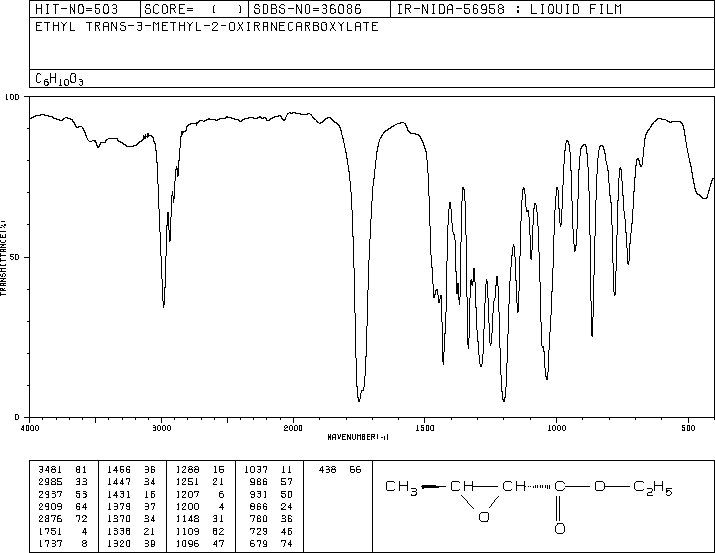 HIT-NO=503 SCORE= ( ) SDBS-NO=36086 IR-NIDA-56958 : LIQUID FILM
ETHYL TRANS-3-METHYL-2-OXIRANECARBOXYLATE
C6H10O3
100
50
0
TRANSMITTANCE(%)
4000 3000 2000 1500 1000 500
WAVENUMBER(-1)
3481 81 1466 36 1288 15 1037 11 438 66
2985 33 1447 34 1251 21 986 57
2937 53 1431 16 1207 6 931 50
2909 64 1379 37 1200 4 866 24
2876 72 1370 34 1148 31 780 36
1751 4 1338 21 1109 82 729 46
1737 8 1320 39 1096 47 679 74
CH3 CH CH C O C2H5
O
O